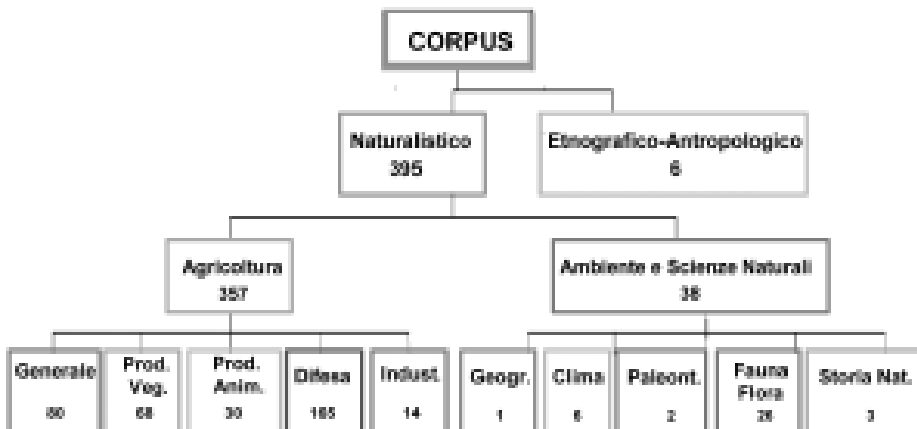 CORPUS
Naturalistico
395
Etnografico-Antropologico
6
Agricoltura
357
Ambiente e Scienze Naturali
38
Generale
80
Prod.
Veg.
68
Prod.
Anim.
30
Difesa
165
Indust.
14
Geogr.
1
Clima
6
Paleont.
2
Fauna
Flora
26
Storia Nat.
3